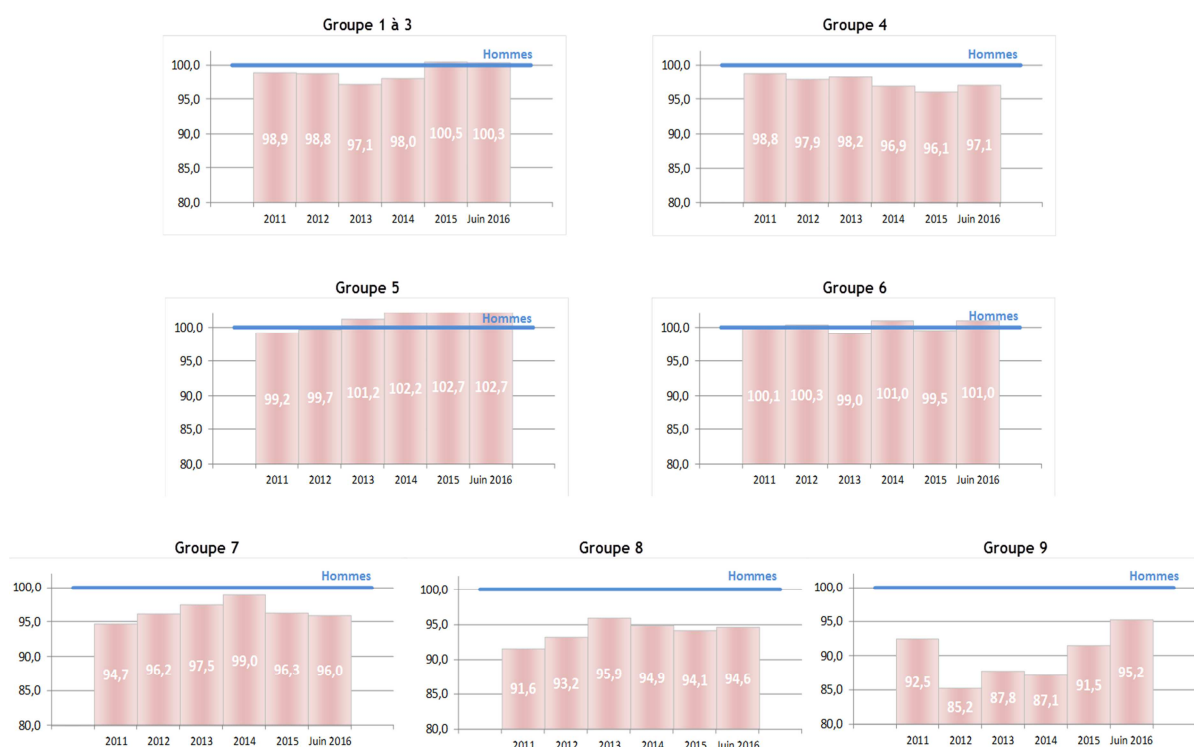 Groupe 1 à 3
Hommes
100,0
95,0
90,0
85,0
80,0
98,9 98,8 97,1 98,0 100,5 100,3
2011 2012 2013 2014 2015 Juin 2016
Groupe 4
Hommes
100,0
95,0
90,0
85,0
80,0
98,8 97,9 98,2 96,9 96,1 97,1
2011 2012 2013 2014 2015 Juin 2016
Groupe 5
Hommes
100,0
95,0
90,0
85,0
80,0
99,2 99,7 101,2 102,2 102,7 102,7
2011 2012 2013 2014 2015 Juin 2016
Groupe 6
Hommes
100,0
95,0
90,0
85,0
80,0
100,1 100,3 99,0 101,0 99,5 101,0
2011 2012 2013 2014 2015 Juin 2016
Groupe 7
Hommes
100,0
95,0
90,0
85,0
80,0
94,7 96,2 97,5 99,0 96,3 96,0
2011 2012 2013 2014 2015 Juin 2016
Groupe 8
Hommes
100,0
95,0
90,0
85,0
80,0
91,6 93,2 95,9 94,9 94,1 94,6
2011 2012 2013 2014 2015 Juin 2016
Groupe 9
Hommes
100,0
95,0
90,0
85,0
80,0
92,5 85,2 87,8 87,1 91,5 95,2
2011 2012 2013 2014 2015 Juin 2016